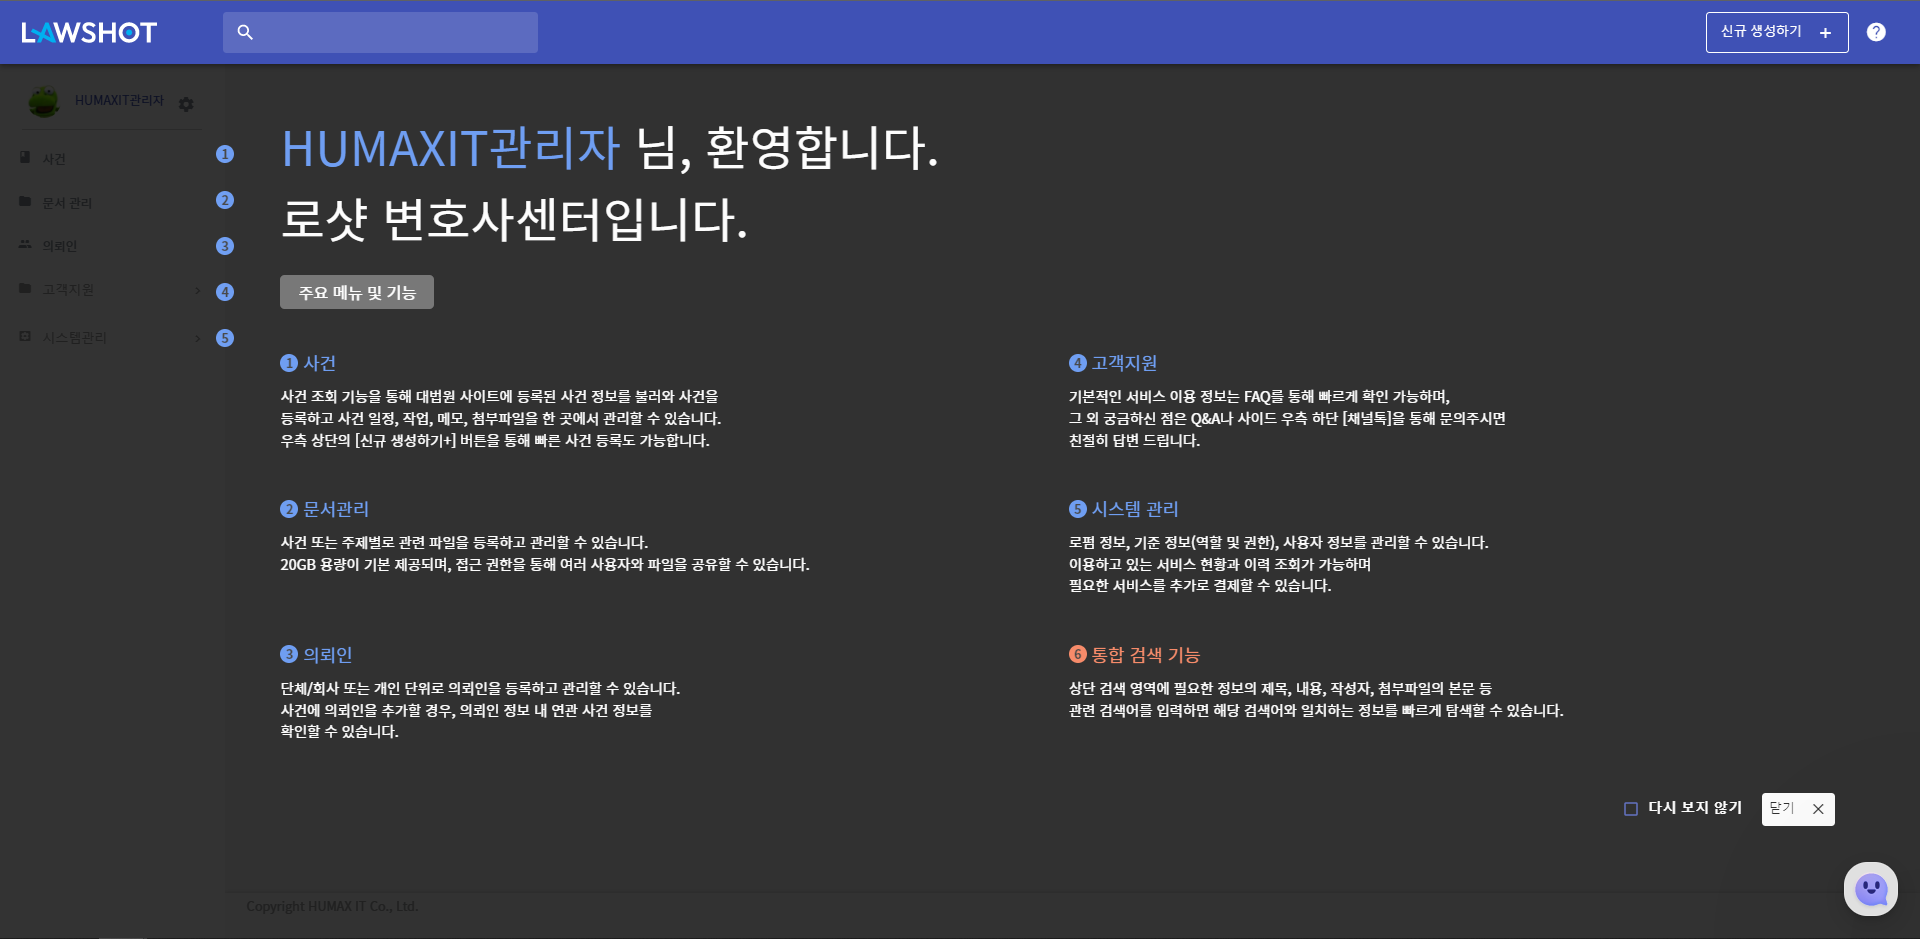 LAWSHOT
신규 생성하기 +
?
HUMAXIT관리자
사건
문서 관리
의뢰인
고객지원
시스템관리
1
2
3
4
5
HUMAXIT관리자 님, 환영합니다.
로샷 변호사센터입니다.
주요 메뉴 및 기능
1 사건
사건 조회 기능을 통해 대법원 사이트에 등록된 사건 정보를 불러와 사건을
등록하고 사건 일정, 작업, 메모, 첨부파일을 한 곳에서 관리할 수 있습니다.
우측 상단의 [신규 생성하기+] 버튼을 통해 빠른 사건 등록도 가능합니다.
2 문서관리
사건 또는 주제별로 관련 파일을 등록하고 관리할 수 있습니다.
20GB 용량이 기본 제공되며, 접근 권한을 통해 여러 사용자와 파일을 공유할 수 있습니다.
3 의뢰인
단체/회사 또는 개인 단위로 의뢰인을 등록하고 관리할 수 있습니다.
사건에 의뢰인을 추가할 경우, 의뢰인 정보 내 연관 사건 정보를
확인할 수 있습니다.
4 고객지원
기본적인 서비스 이용 정보는 FAQ를 통해 빠르게 확인 가능하며,
그 외 궁금하신 점은 Q&A나 사이드 우측 하단 [채널톡]을 통해 문의주시면
친절히 답변 드립니다.
5 시스템 관리
로펌 정보, 기준 정보(역할 및 권한), 사용자 정보를 관리할 수 있습니다.
이용하고 있는 서비스 현황과 이력 조회가 가능하며
필요한 서비스를 추가로 결제할 수 있습니다.
6 통합 검색 기능
상단 검색 영역에 필요한 정보의 제목, 내용, 작성자, 첨부파일의 본문 등
관련 검색어를 입력하면 해당 검색어와 일치하는 정보를 빠르게 탐색할 수 있습니다.
다시 보지 않기
닫기
Copyright HUMAX IT Co., Ltd.